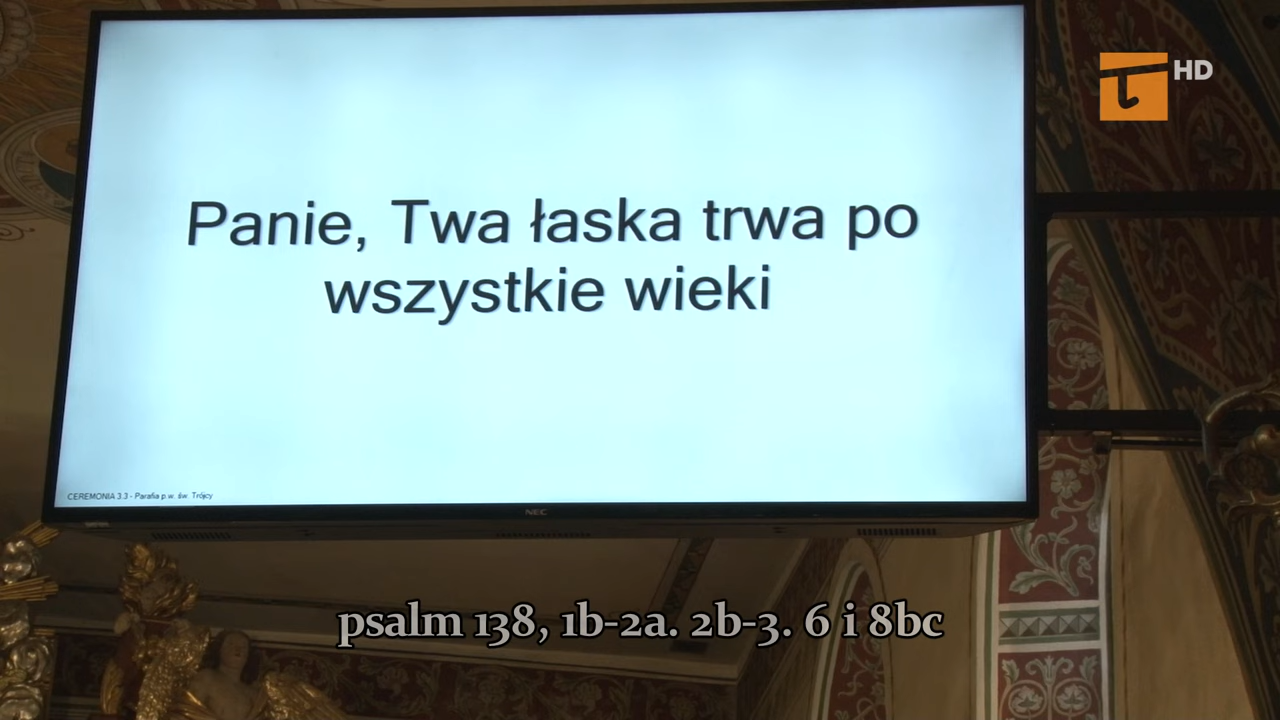 HD
Panie, Twa łaska trwa po
wszystkie wieki
CEREMONIA 3.3 - Parafia p.w. św. Trójcy
NEC
psalm 138, 1b-2a. 2b-3. 6 i 8bc